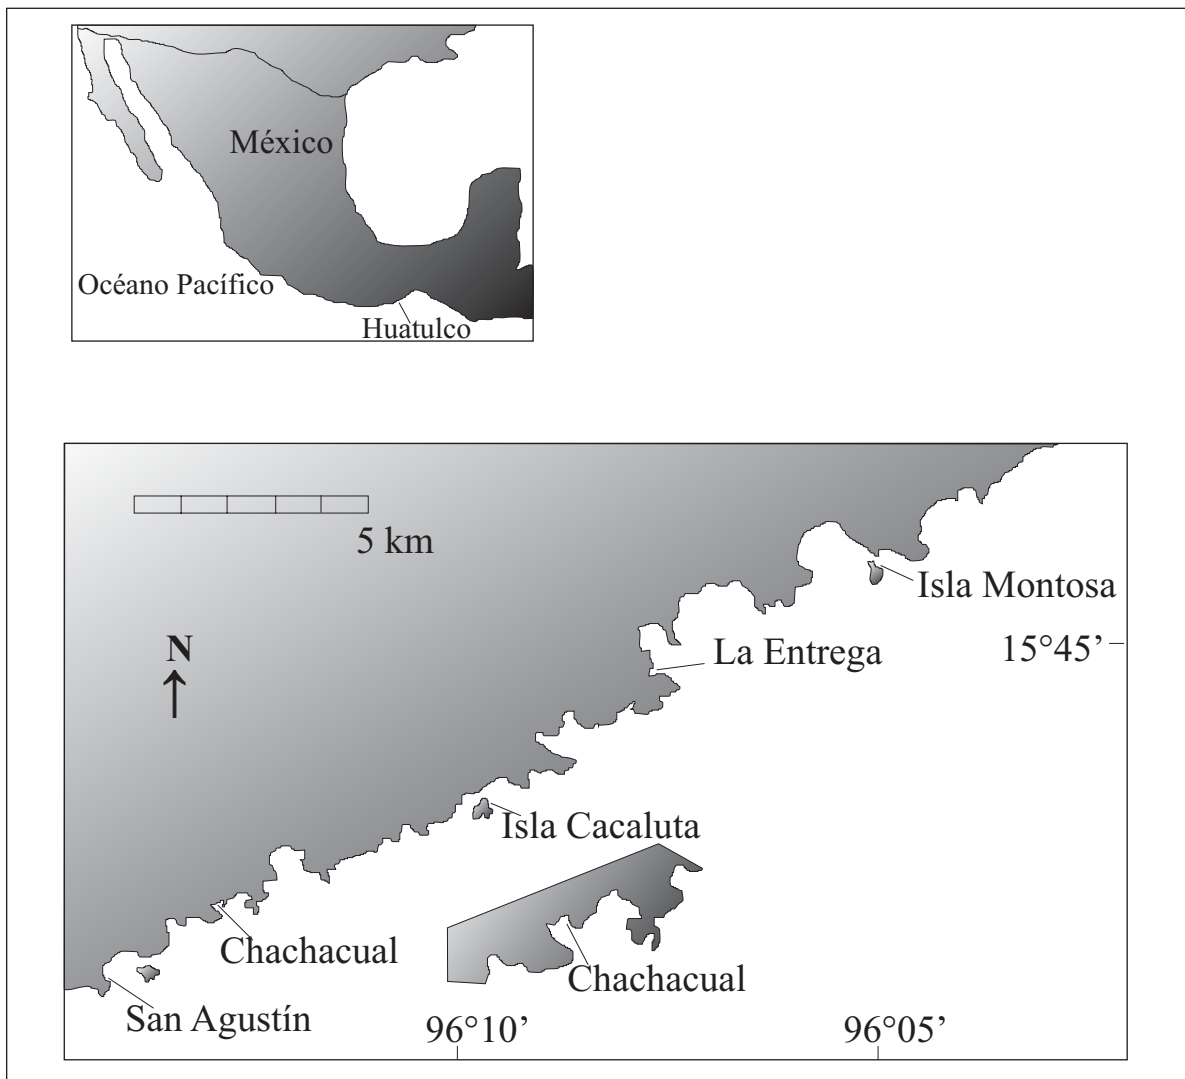 México
Océano Pacífico
Huatulco
5 km
Isla Montosa
N
La Entrega
15°45’
Isla Cacaluta
Chachacual
Chachacual
San Agustín
96°10’
96°05’